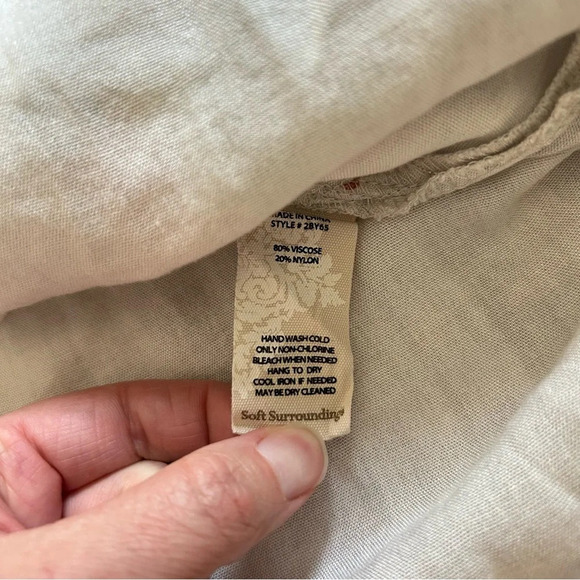 MADE IN CHINA
STYLE # 2BY65
80% VISCOSE
20% NYLON
HAND WASH COLD
ONLY NON-CHLORINE
BLEACH WHEN NEEDED
HANG TO DRY
COOL IRON IF NEEDED
MAY BE DRY CLEANED
Soft Surroundings